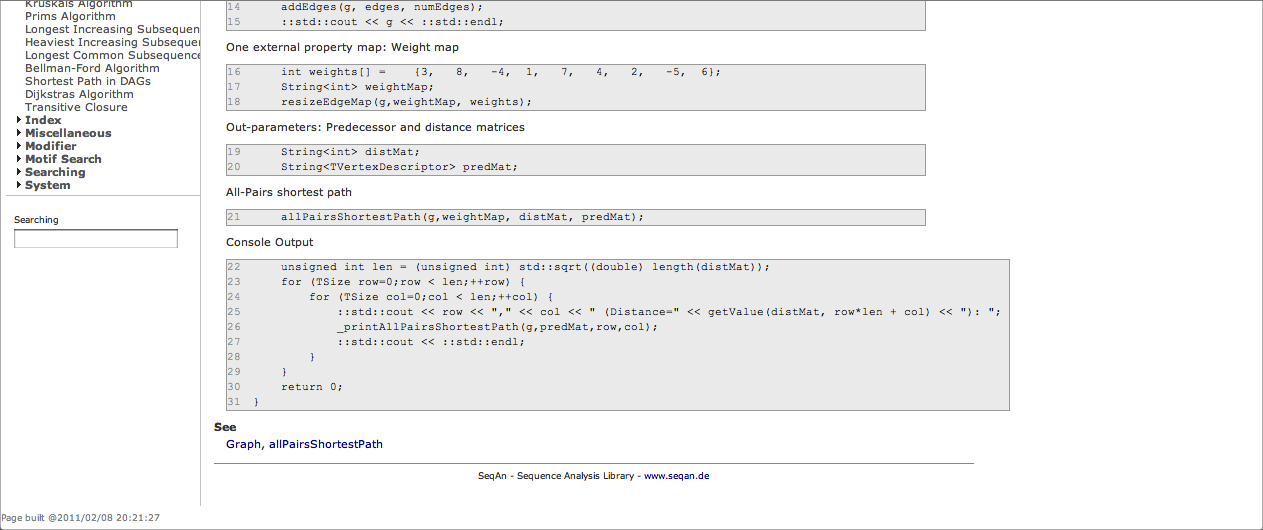 Kruskals Algorithm
Prims Algorithm
Longest Increasing Subsequen
Heaviest Increasing Subsequen
Longest Common Subsequence
Bellman-Ford Algorithm
Shortest Path in DAGs
Dijkstras Algorithm
Transitive Closure
Index
Miscellaneous
Modifier
Motif Search
Searching
System
Searching
14 addEdges(g, edges, numEdges);
15 ::std::cout << g << ::std::endl;
One external property map: Weight map
16 int weights[] = {3, 8, -4, 1, 7, 4, 2, -5, 6};
17 String<int> weightMap;
18 resizeEdgeMap(g,weightMap, weights);
Out-parameters: Predecessor and distance matrices
19 String<int> distMat;
20 String<TVertexDescriptor> predMat;
All-Pairs shortest path
21 allPairsShortestPath(g,weightMap, distMat, predMat);
Console Output
22 unsigned int len = (unsigned int) std::sqrt((double) length(distMat));
23 for (TSize row=0;row < len;++row) {
24 for (TSize col=0;col < len;++col) {
25 ::std::cout << row << "," << col << " (Distance=" << getValue(distMat, row*len + col) << "): ";
26 _printAllPairsShortestPath(g,predMat,row,col);
27 ::std::cout << ::std::endl;
28 }
29 }
30 return 0;
31 }
See
Graph, allPairsShortestPath
SeqAn - Sequence Analysis Library - www.seqan.de
Page built @2011/02/08 20:21:27